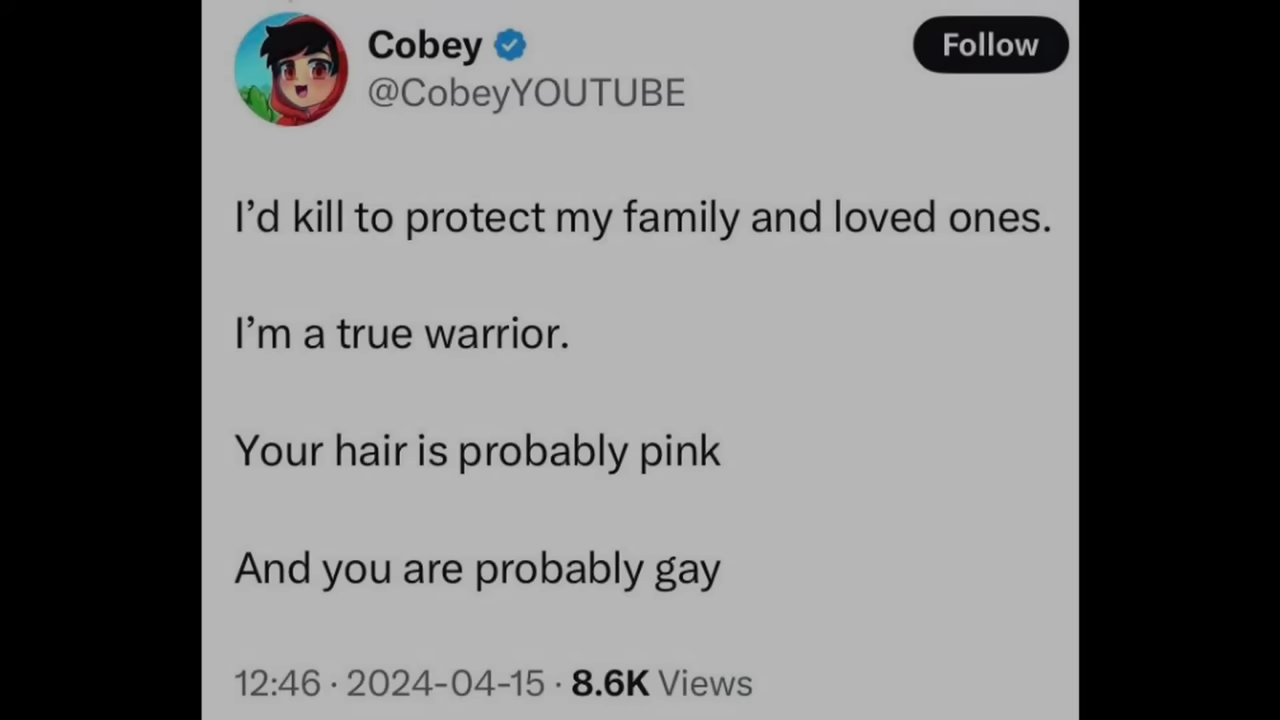 Cobey
Follow
@CobeyYOUTUBE
I’d kill to protect my family and loved ones.
I’m a true warrior.
Your hair is probably pink
And you are probably gay
12:46 · 2024-04-15 · 8.6K Views